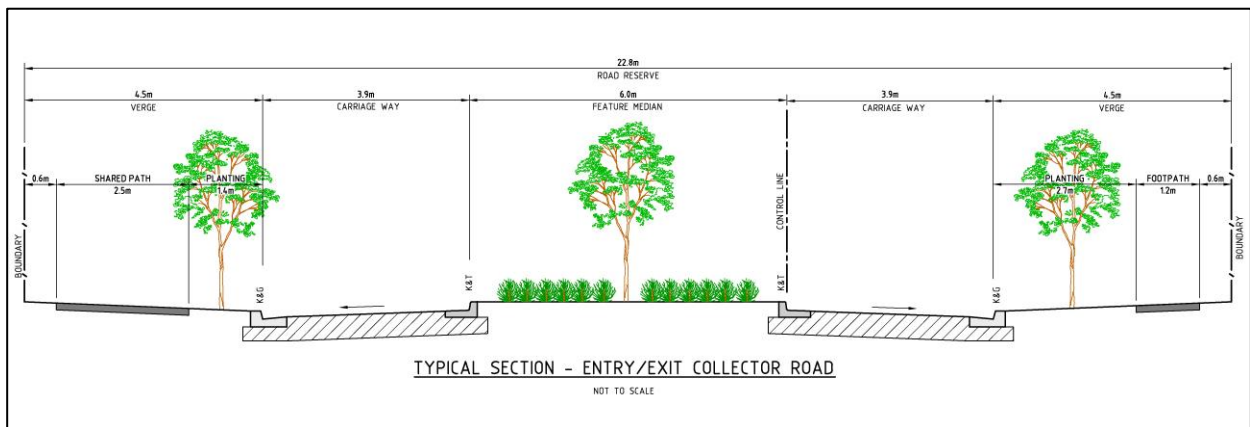 22.8m
ROAD RESERVE
4.5m
VERGE
3.9m
CARRIAGE WAY
6.0m
FEATURE MEDIAN
3.9m
CARRIAGE WAY
4.5m
VERGE
0.6m
SHARED PATH
2.5m
PLANTING
1.4m
PLANTING
2.7m
FOOTPATH
1.2m
0.6m
BOUNDARY
K&G
K&T
CONTROL LINE
K&T
K&G
BOUNDARY
TYPICAL SECTION - ENTRY/EXIT COLLECTOR ROAD
NOT TO SCALE